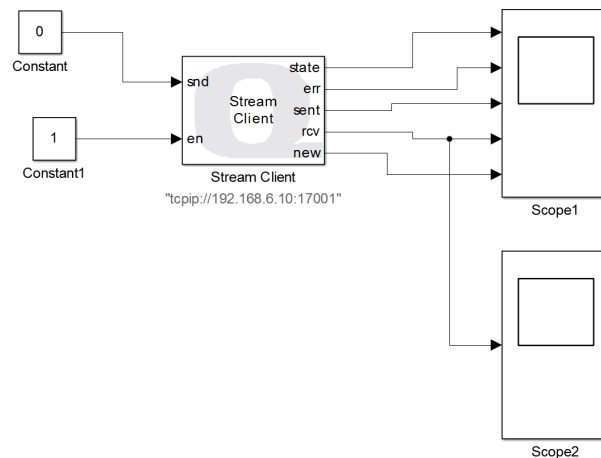 0
Constant
1
Constant1
snd
en
Stream
Client
state
err
sent
rcv
new
Stream Client
"tcpip://192.168.6.10:17001"
Scope1
Scope2